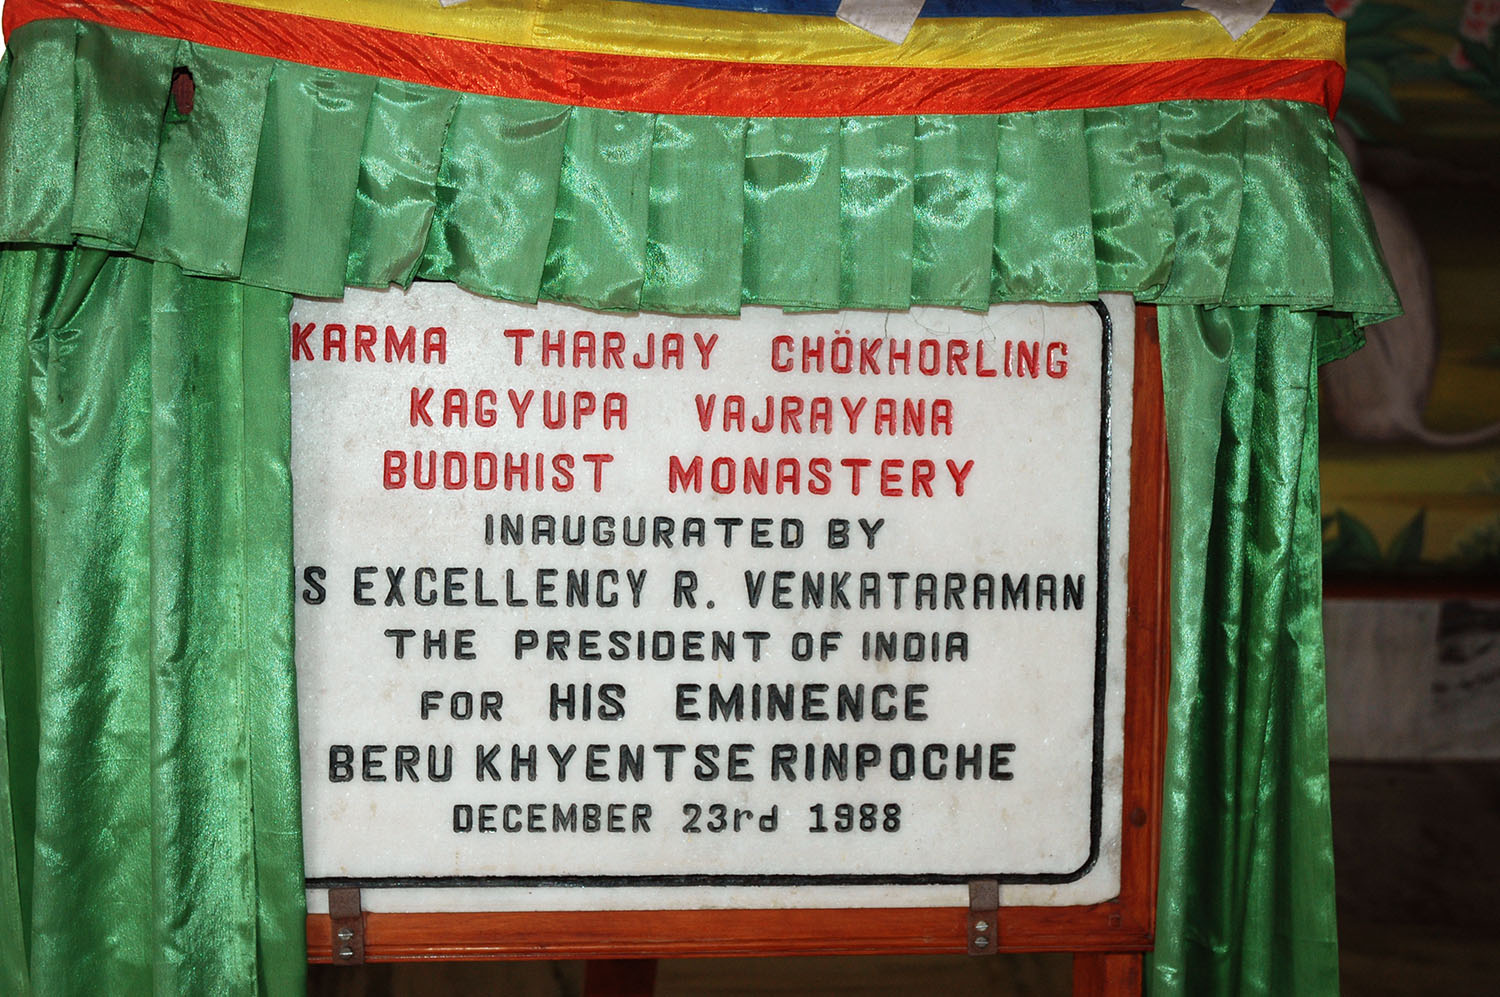 KARMA THARJAY CHÖKHORLING
KAGYUPA VAJRAYANA
BUDDHIST MONASTERY
INAUGURATED BY
S EXCELLENCY R. VENKATARAMAN
THE PRESIDENT OF INDIA
FOR HIS EMINENCE
BERU KHYENTSE RINPOCHE
DECEMBER 23rd 1988